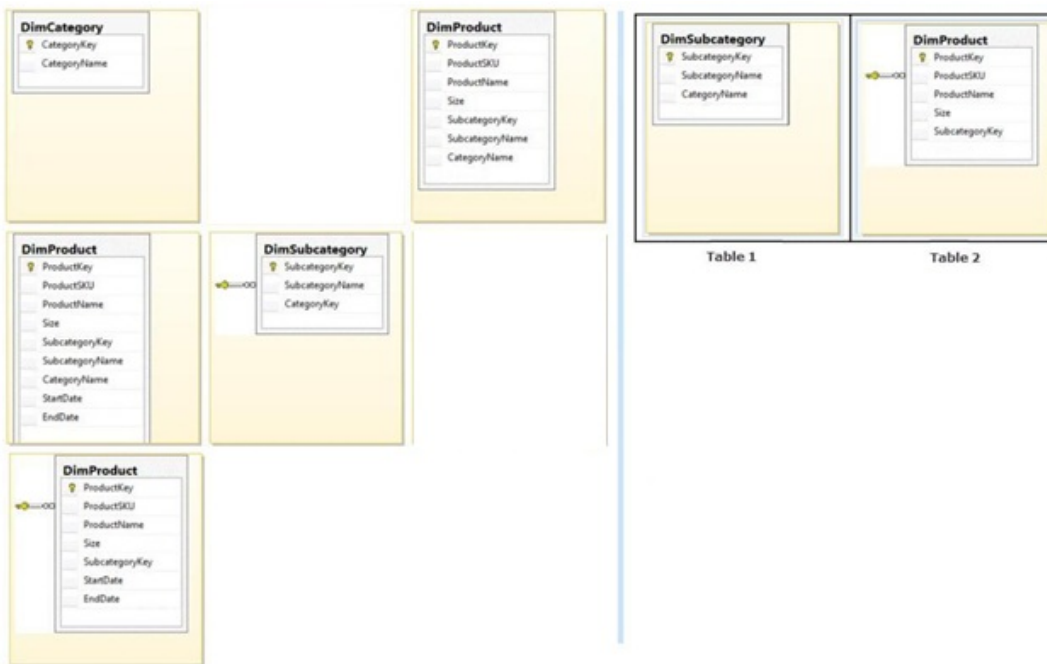 DimCategory
CategoryKey
CategoryName
DimProduct
ProductKey
ProductSKU
ProductName
Size
SubcategoryKey
SubcategoryName
CategoryName
DimProduct
ProductKey
ProductSKU
ProductName
Size
SubcategoryKey
SubcategoryName
CategoryName
StartDate
EndDate
DimSubcategory
SubcategoryKey
SubcategoryName
CategoryKey
DimProduct
ProductKey
ProductSKU
ProductName
Size
SubcategoryKey
StartDate
EndDate
DimSubcategory
SubcategoryKey
SubcategoryName
CategoryName
DimProduct
ProductKey
ProductSKU
ProductName
Size
SubcategoryKey
Table 1
Table 2